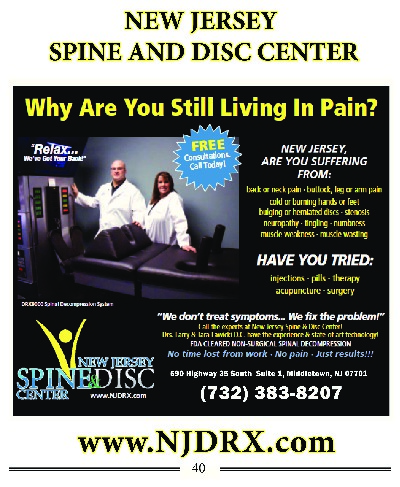 NEW JERSEY
SPINE AND DISC CENTER
Why Are You Still Living In Pain?
"Relax...
We've Got Your Back!"
FREE
Consultations.
Call Today!
NEW JERSEY,
ARE YOU SUFFERING
FROM:
back or neck pain - buttock, leg or arm pain
cold or burning hands or feet
bulging or herniated discs - stenosis
neuropathy - tingling - numbness
muscle weakness - muscle wasting
HAVE YOU TRIED:
injections - pills - therapy
acupuncture - surgery
DRX9000 Spinal Decompression System
"We don't treat symptoms... We fix the problem!"
Call the experts at New Jersey Spine & Disc Center!
Drs. Larry & Tara Lawicki D.C. have the experience & state of art technology!
FDA CLEARED NON-SURGICAL SPINAL DECOMPRESSION
No time lost from work - No pain - Just results!!!
NEW JERSEY
SPINE&DISC
CENTER
www.NJDRX.com
690 Highway 35 South Suite 1, Middletown, NJ 07701
(732) 383-8207
www.NJDRX.com
40